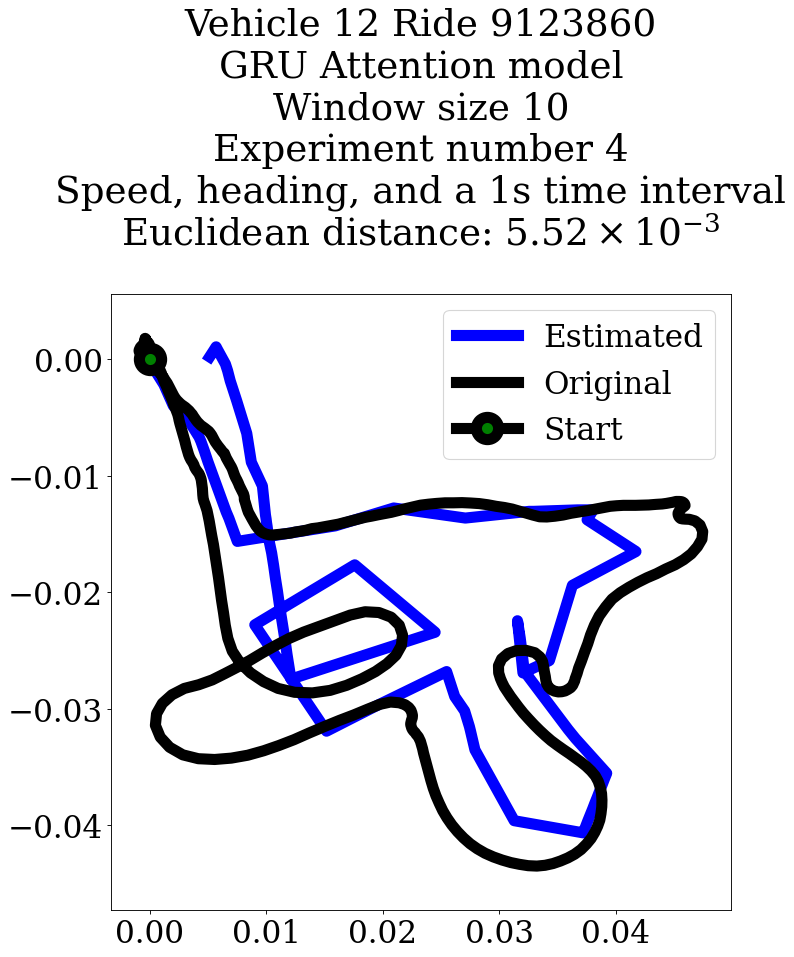 Vehicle 12 Ride 9123860
GRU Attention model
Window size 10
Experiment number 4
Speed, heading, and a 1s time interval
Euclidean distance: 5.52 × 10⁻³
Estimated
Original
Start
0.00
−0.01
−0.02
−0.03
−0.04
0.00 0.01 0.02 0.03 0.04